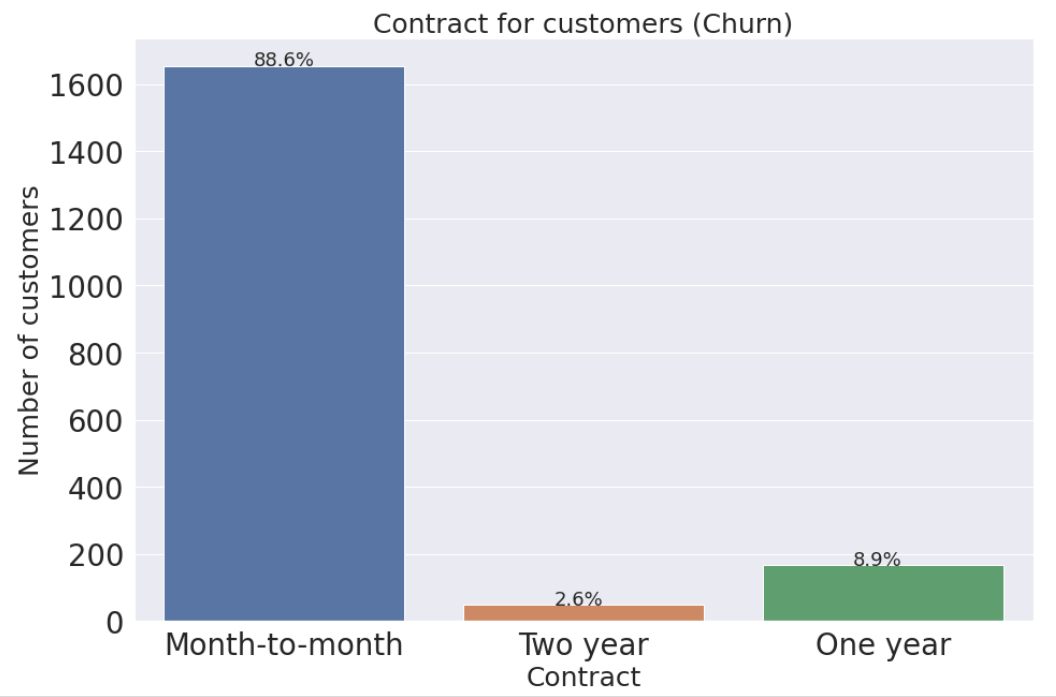 Contract for customers (Churn)
88.6%
1600
1400
1200
1000
800
600
400
200
0
Number of customers
2.6%
8.9%
Month-to-month
Two year
One year
Contract